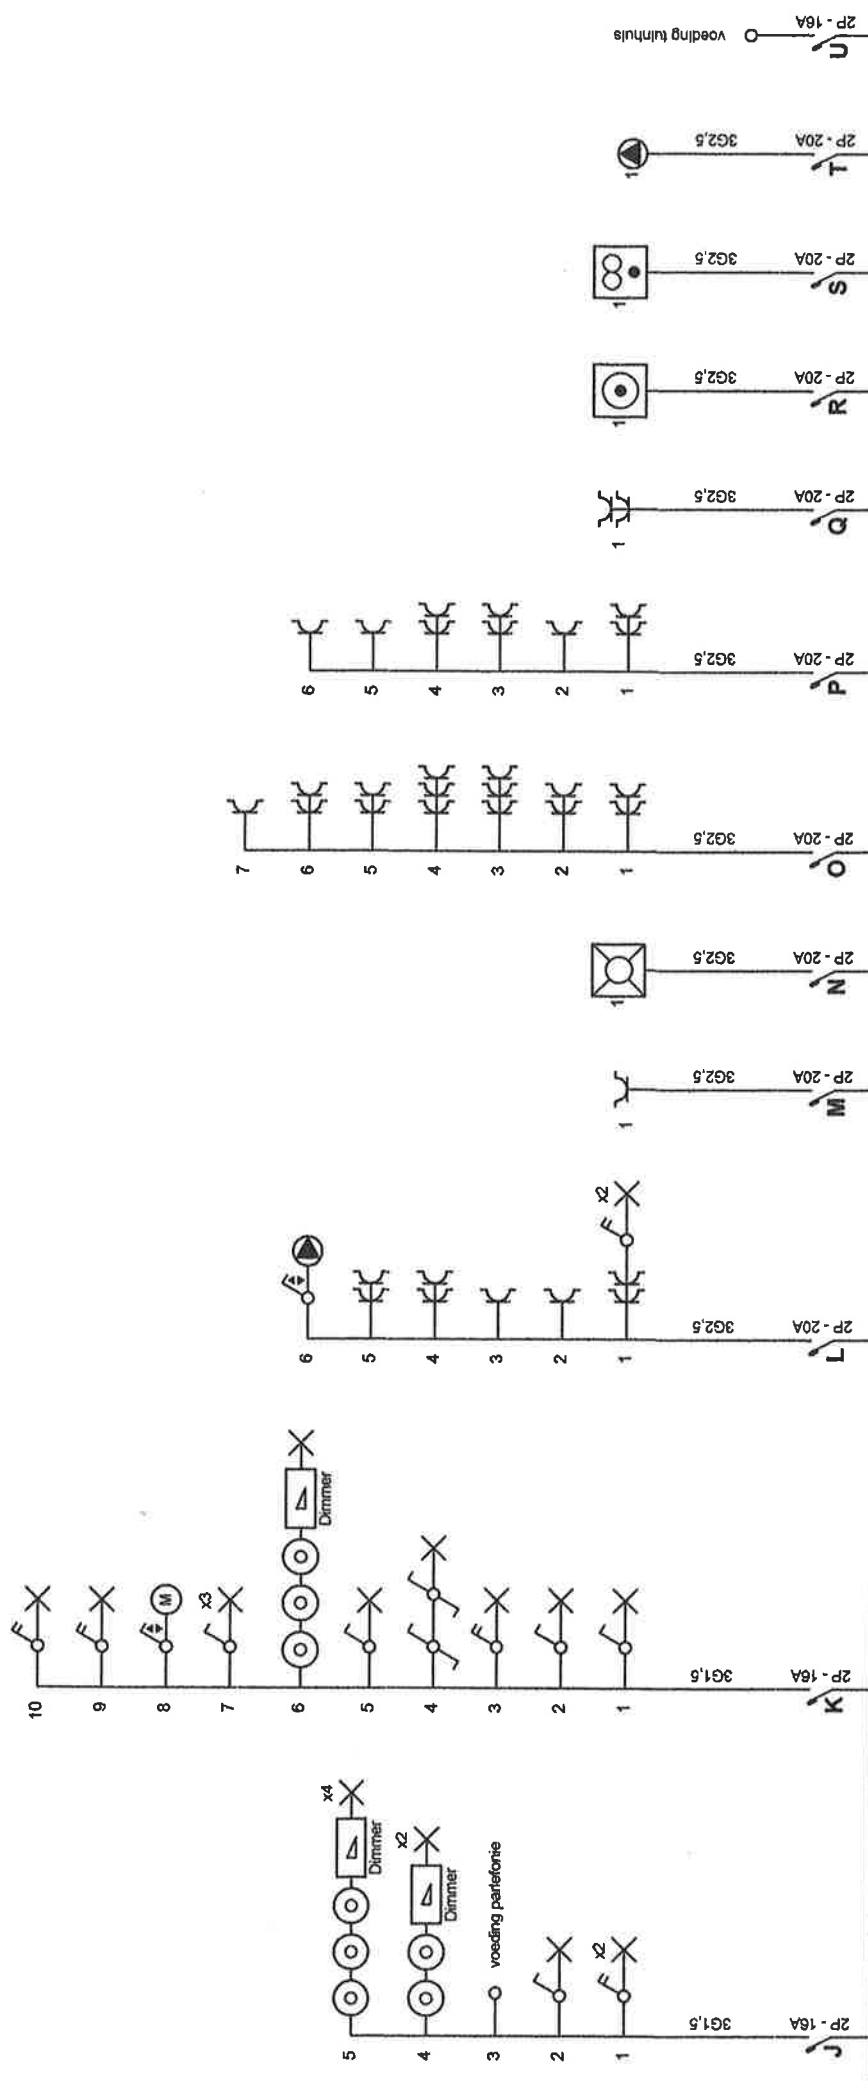 voeding tuinhuis
2P - 16A
U
1
3G2,5
2P - 20A
T
1
3G2,5
2P - 20A
S
1
3G2,5
2P - 20A
R
1
3G2,5
2P - 20A
Q
6
5
4
3
2
1
3G2,5
2P - 20A
P
7
6
5
4
3
2
1
3G2,5
2P - 20A
O
1
3G2,5
2P - 20A
N
1
3G2,5
2P - 20A
M
6
5
4
3
2
1
x2
3G2,5
2P - 20A
L
10
9
8
M
7
x3
6
Dimmer
5
4
3
2
1
3G1,5
2P - 16A
K
5
x4
Dimmer
4
x2
Dimmer
3
voeding parlefonie
2
1
x2
3G1,5
2P - 16A
J